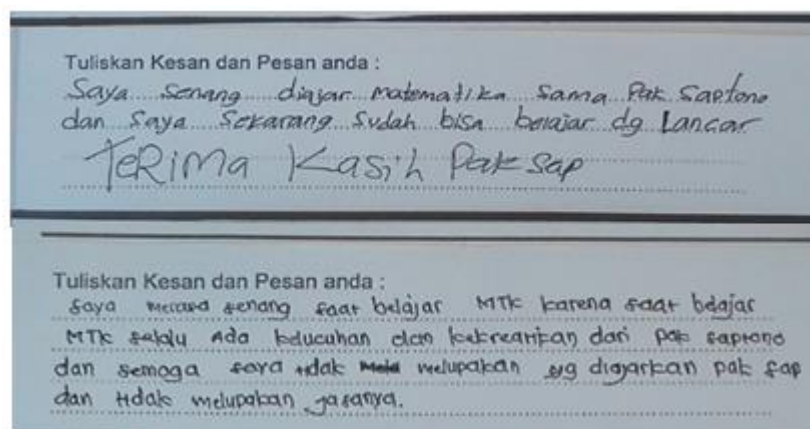 Tuliskan Kesan dan Pesan anda :
Saya senang diajar matematika sama Pak Saptono
dan saya sekarang sudah bisa belajar dg Lancar
TeRiMa Kasih Pak Sap
Tuliskan Kesan dan Pesan anda :
saya merasa senang saat belajar MTK karena saat belajar
MTK selalu Ada kelucuhan dan kekreatifan dari pak saptono
dan semoga saya tidak melupakan yg diajarkan pak sap
dan tidak melupakan jasanya.